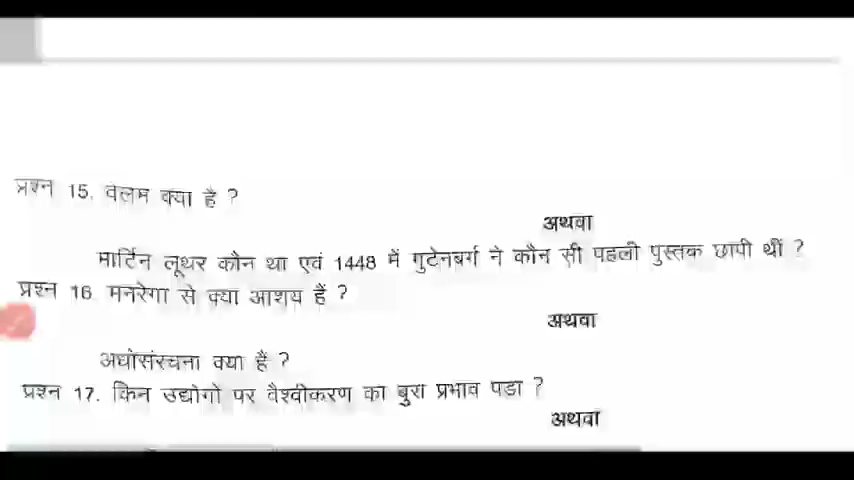 प्रश्न 15. वेलम क्या है ?
अथवा
मार्टिन लूथर कौन था एवं 1448 में गुटेनबर्ग ने कौन सी पहली पुस्तक छापी थी ?
प्रश्न 16. मनरेगा से क्या आशय है ?
अथवा
अधोसंरचना क्या है ?
प्रश्न 17. किन उद्योगो पर वैश्वीकरण का बुरा प्रभाव पडा ?
अथवा